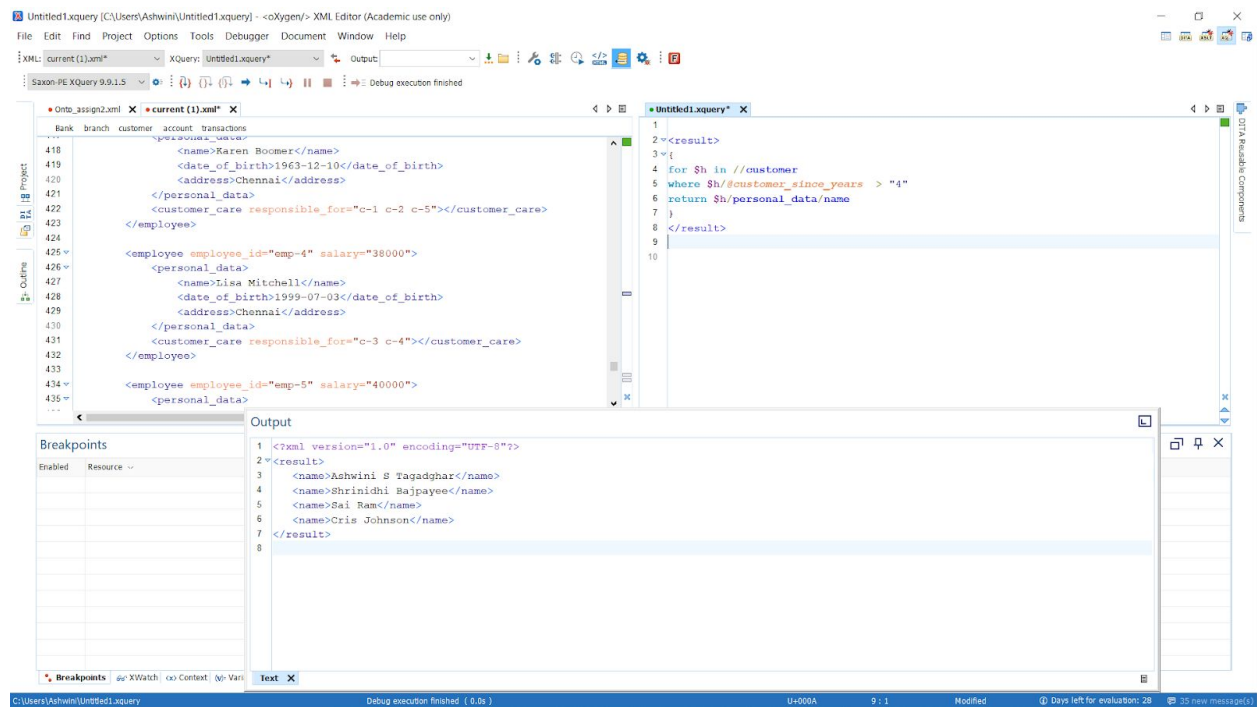 Untitled1.xquery [C:\Users\Ashwini\Untitled1.xquery] - <oXygen/> XML Editor (Academic use only)
File Edit Find Project Options Tools Debugger Document Window Help
XML: current (1).xml* XQuery: Untitled1.xquery* Output:
Saxon-PE XQuery 9.9.1.5 Debug execution finished
Onto_assign2.xml current (1).xml*
Bank branch customer account transactions
<personal_data>
418 <name>Karen Boomer</name>
419 <date_of_birth>1963-12-10</date_of_birth>
420 <address>Chennai</address>
421 </personal_data>
422 <customer_care responsible_for="c-1 c-2 c-5"></customer_care>
423 </employee>
424
425 <employee employee_id="emp-4" salary="38000">
426 <personal_data>
427 <name>Lisa Mitchell</name>
428 <date_of_birth>1999-07-03</date_of_birth>
429 <address>Chennai</address>
430 </personal_data>
431 <customer_care responsible_for="c-3 c-4"></customer_care>
432 </employee>
433
434 <employee employee_id="emp-5" salary="40000">
435 <personal_data>
Project
Outline
Untitled1.xquery*
1
2 <result>
3 {
4 for $h in //customer
5 where $h/@customer_since_years > "4"
6 return $h/personal_data/name
7 }
8 </result>
9
10
DITA Reusable Components
Breakpoints
Enabled Resource
Output
1 <?xml version="1.0" encoding="UTF-8"?>
2 <result>
3 <name>Ashwini S Tagadghar</name>
4 <name>Shrinidhi Bajpayee</name>
5 <name>Sai Ram</name>
6 <name>Cris Johnson</name>
7 </result>
8
Breakpoints XWatch Context Vari
Text
C:\Users\Ashwini\Untitled1.xquery Debug execution finished ( 0.0s ) U+000A 9 : 1 Modified Days left for evaluation: 28 35 new message(s)